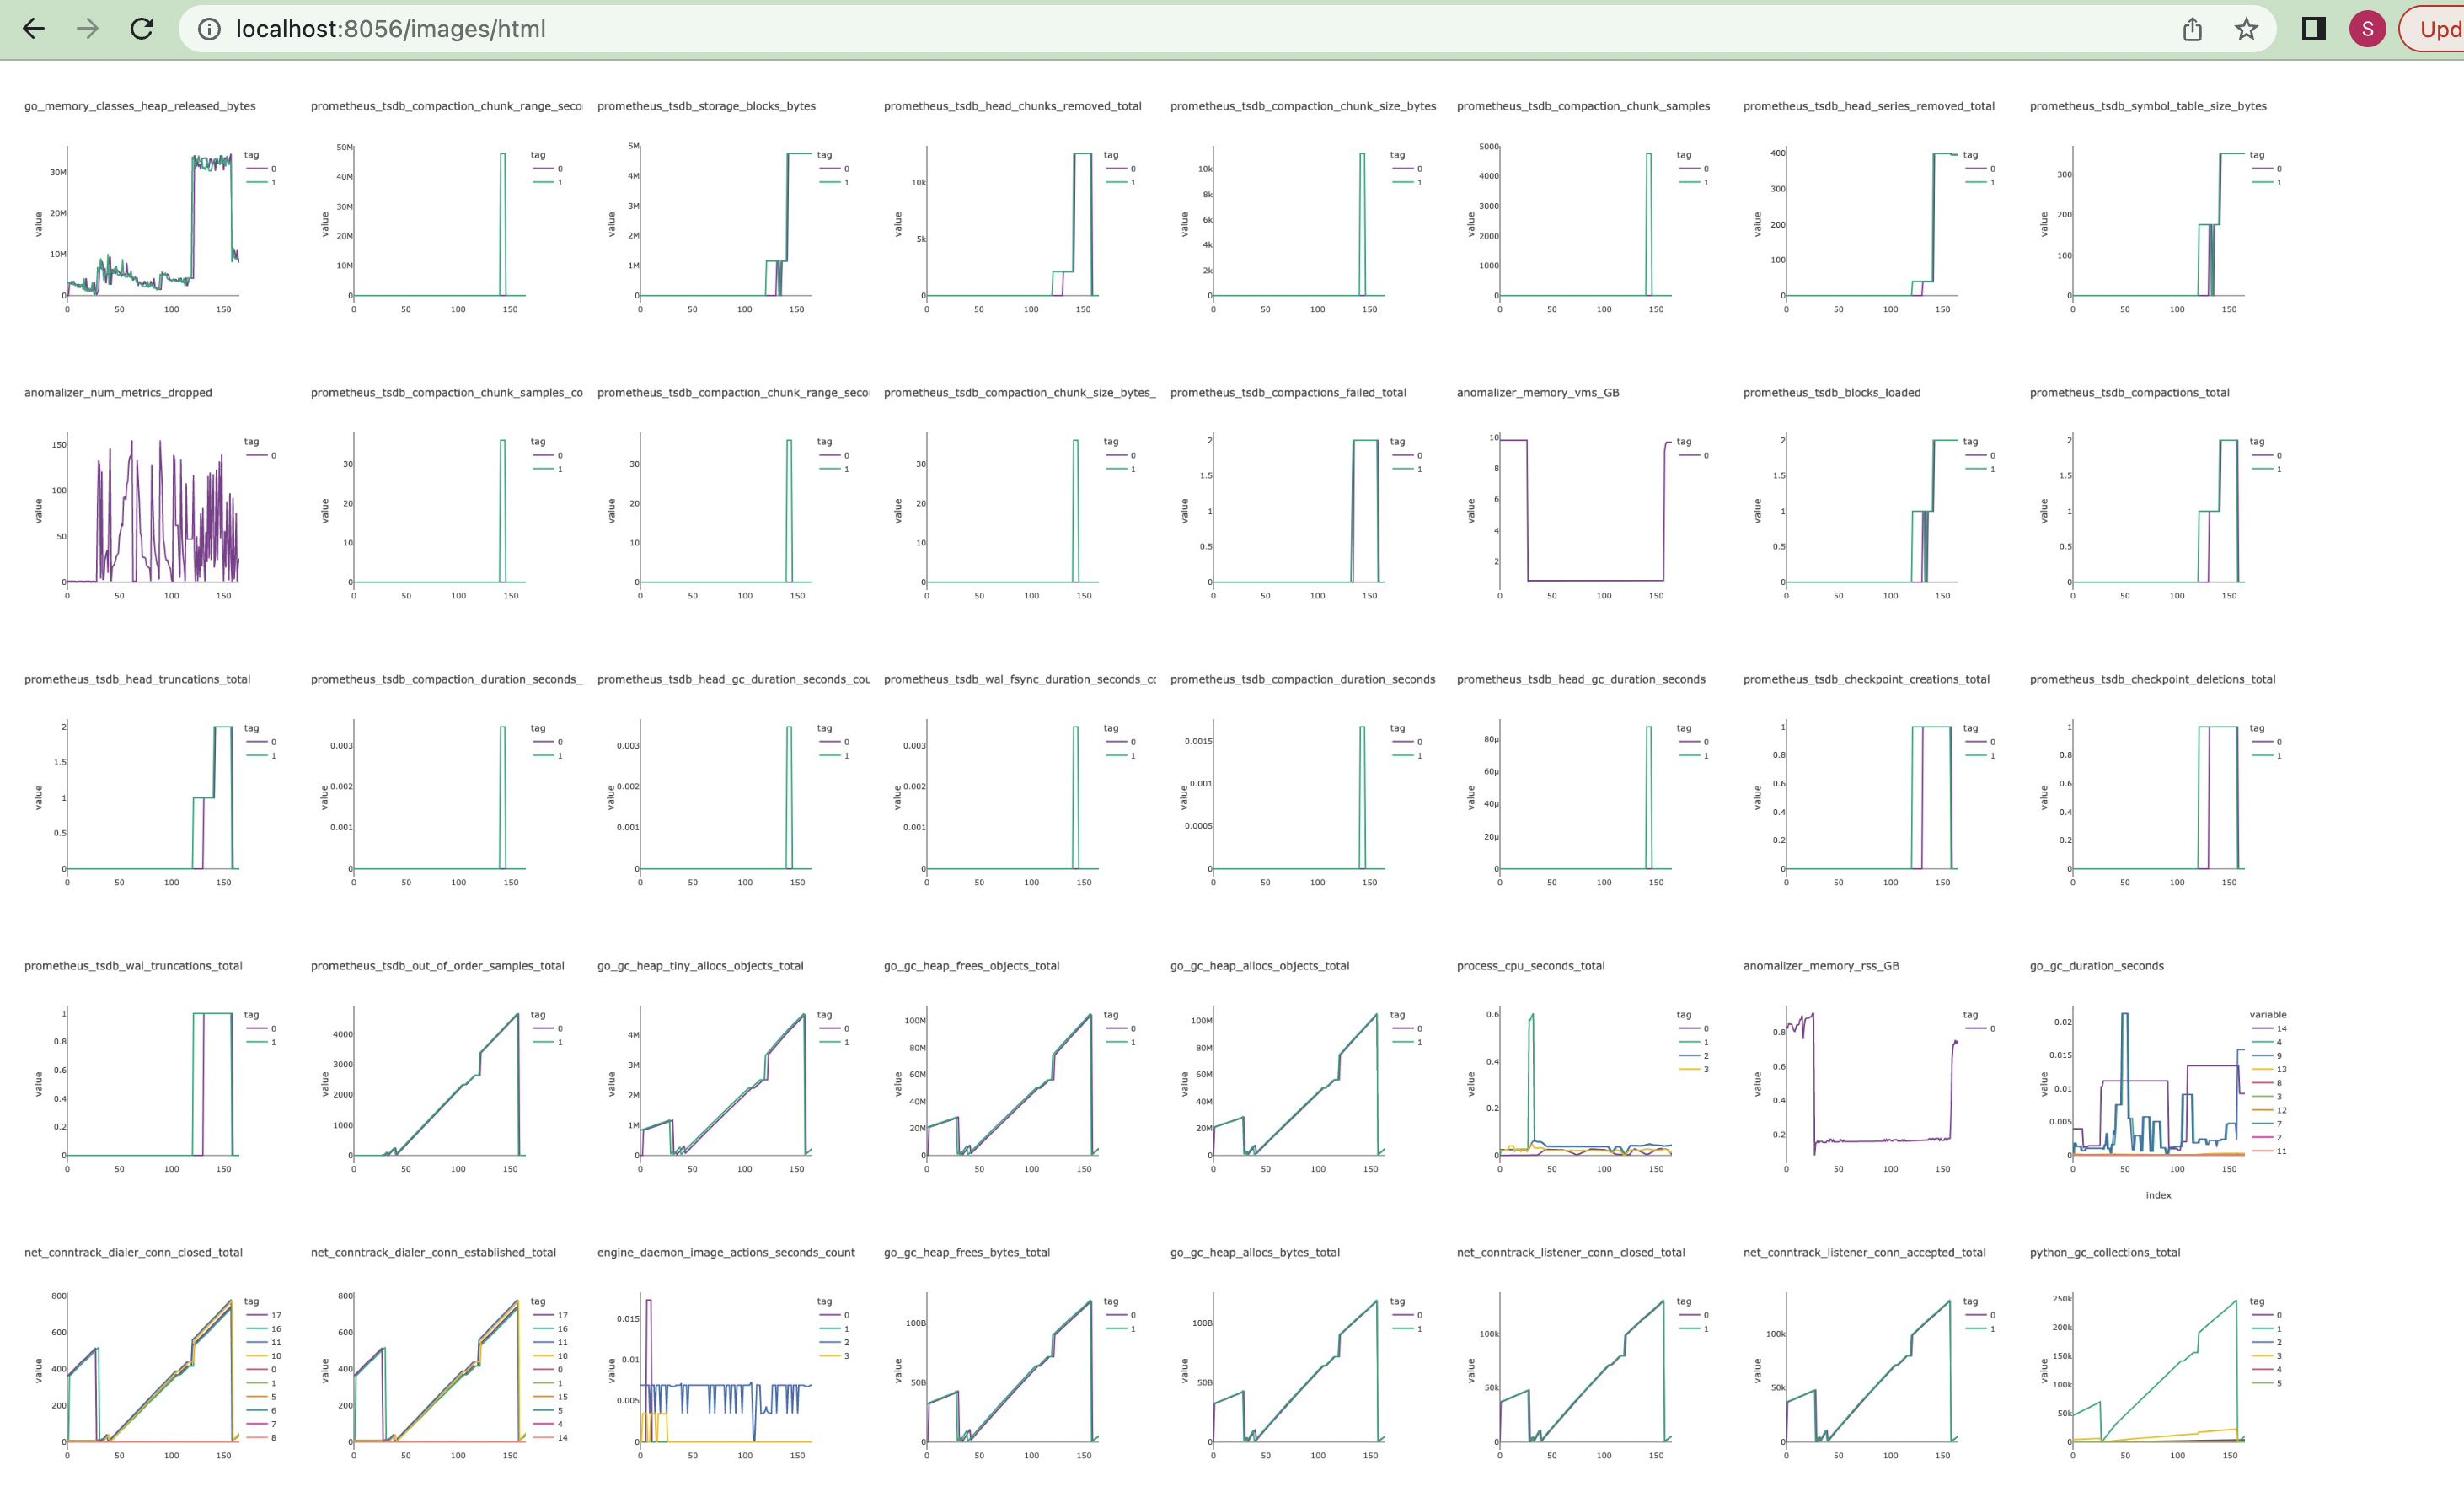 localhost:8056/images/html
S
Upd
go_memory_classes_heap_released_bytes
value
30M
20M
10M
0
0 50 100 150
tag
0
1
prometheus_tsdb_compaction_chunk_range_seco
50M
40M
30M
20M
10M
0
value
0 50 100 150
tag
0
1
prometheus_tsdb_storage_blocks_bytes
5M
4M
3M
2M
1M
0
value
0 50 100 150
tag
0
1
prometheus_tsdb_head_chunks_removed_total
10k
5k
0
value
0 50 100 150
tag
0
1
prometheus_tsdb_compaction_chunk_size_bytes
10k
8k
6k
4k
2k
0
value
0 50 100 150
tag
0
1
prometheus_tsdb_compaction_chunk_samples
5000
4000
3000
2000
1000
0
value
0 50 100 150
tag
0
1
prometheus_tsdb_head_series_removed_total
400
300
200
100
0
value
0 50 100 150
tag
0
1
prometheus_tsdb_symbol_table_size_bytes
300
200
100
0
value
0 50 100 150
tag
0
1
anomalizer_num_metrics_dropped
150
100
50
0
value
0 50 100 150
tag
0
prometheus_tsdb_compaction_chunk_samples_co
30
20
10
0
value
0 50 100 150
tag
0
1
prometheus_tsdb_compaction_chunk_range_seco
30
20
10
0
value
0 50 100 150
tag
0
1
prometheus_tsdb_compaction_chunk_size_bytes_
30
20
10
0
value
0 50 100 150
tag
0
1
prometheus_tsdb_compactions_failed_total
2
1.5
1
0.5
0
value
0 50 100 150
tag
0
1
anomalizer_memory_vms_GB
10
8
6
4
2
value
0 50 100 150
tag
0
prometheus_tsdb_blocks_loaded
2
1.5
1
0.5
0
value
0 50 100 150
tag
0
1
prometheus_tsdb_compactions_total
2
1.5
1
0.5
0
value
0 50 100 150
tag
0
1
prometheus_tsdb_head_truncations_total
2
1.5
1
0.5
0
value
0 50 100 150
tag
0
1
prometheus_tsdb_compaction_duration_seconds_
0.003
0.002
0.001
0
value
0 50 100 150
tag
0
1
prometheus_tsdb_head_gc_duration_seconds_cou
0.003
0.002
0.001
0
value
0 50 100 150
tag
0
1
prometheus_tsdb_wal_fsync_duration_seconds_cc
0.003
0.002
0.001
0
value
0 50 100 150
tag
0
1
prometheus_tsdb_compaction_duration_seconds
0.0015
0.001
0.0005
0
value
0 50 100 150
tag
0
1
prometheus_tsdb_head_gc_duration_seconds
80μ
60μ
40μ
20μ
0
value
0 50 100 150
tag
0
1
prometheus_tsdb_checkpoint_creations_total
1
0.8
0.6
0.4
0.2
0
value
0 50 100 150
tag
0
1
prometheus_tsdb_checkpoint_deletions_total
1
0.8
0.6
0.4
0.2
0
value
0 50 100 150
tag
0
1
prometheus_tsdb_wal_truncations_total
1
0.8
0.6
0.4
0.2
0
value
0 50 100 150
tag
0
1
prometheus_tsdb_out_of_order_samples_total
4000
3000
2000
1000
0
value
0 50 100 150
tag
0
1
go_gc_heap_tiny_allocs_objects_total
4M
3M
2M
1M
0
value
0 50 100 150
tag
0
1
go_gc_heap_frees_objects_total
100M
80M
60M
40M
20M
0
value
0 50 100 150
tag
0
1
go_gc_heap_allocs_objects_total
100M
80M
60M
40M
20M
0
value
0 50 100 150
tag
0
1
process_cpu_seconds_total
0.6
0.4
0.2
0
value
0 50 100 150
tag
0
1
2
3
anomalizer_memory_rss_GB
0.8
0.6
0.4
0.2
value
0 50 100 150
tag
0
go_gc_duration_seconds
0.02
0.015
0.01
0.005
0
value
0 50 100 150
index
variable
14
4
9
13
8
3
12
7
2
11
net_conntrack_dialer_conn_closed_total
800
600
400
200
0
value
0 50 100 150
tag
17
16
11
10
0
1
5
6
7
8
net_conntrack_dialer_conn_established_total
800
600
400
200
0
value
0 50 100 150
tag
17
16
11
10
0
1
15
5
4
14
engine_daemon_image_actions_seconds_count
0.015
0.01
0.005
0
value
0 50 100 150
tag
0
1
2
3
go_gc_heap_frees_bytes_total
100B
50B
0
value
0 50 100 150
tag
0
1
go_gc_heap_allocs_bytes_total
100B
50B
0
value
0 50 100 150
tag
0
1
net_conntrack_listener_conn_closed_total
100k
50k
0
value
0 50 100 150
tag
0
1
net_conntrack_listener_conn_accepted_total
100k
50k
0
value
0 50 100 150
tag
0
1
python_gc_collections_total
250k
200k
150k
100k
50k
0
value
0 50 100 150
tag
0
1
2
3
4
5